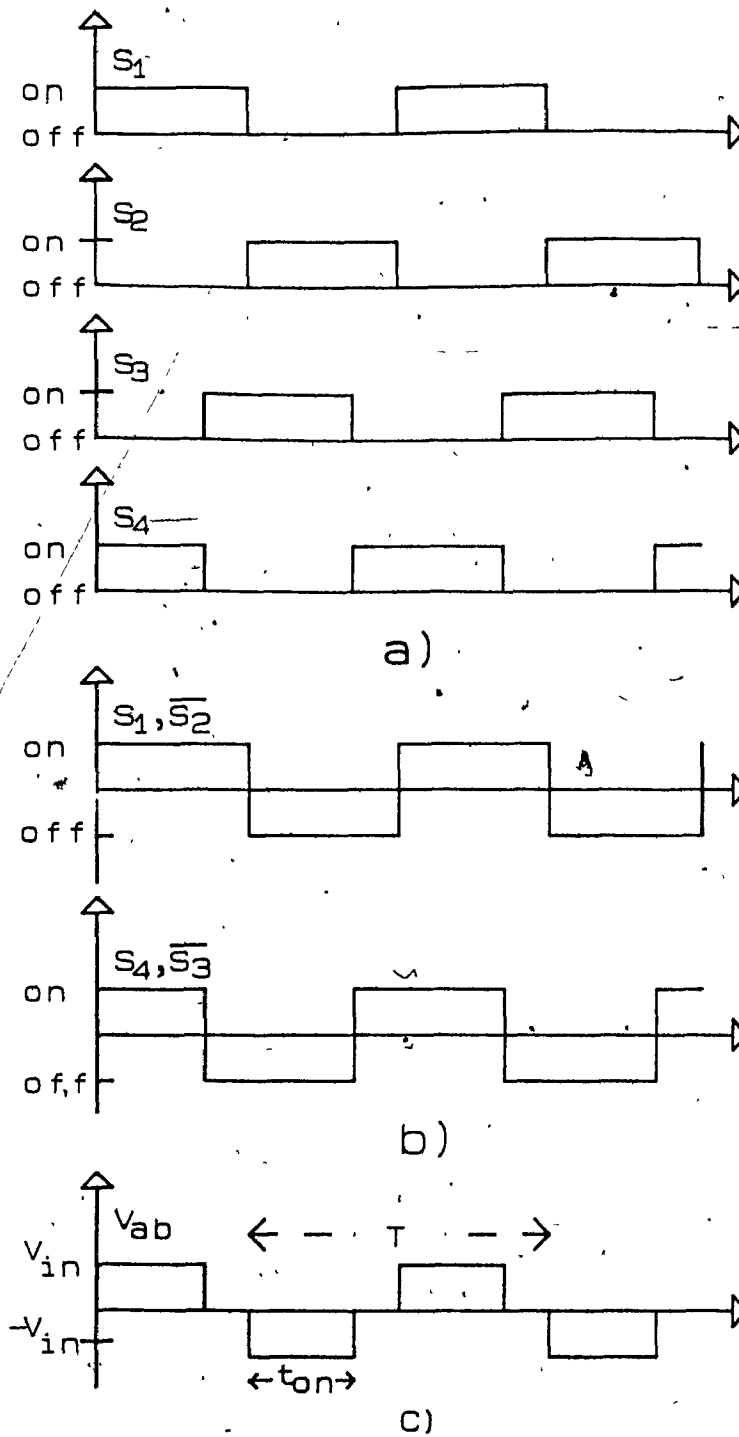 S1
on
off
S2
on
off
S3
on
off
S4
on
off
a)
S1, S̅2̅
on
off
S4, S̅3̅
on
of,f
b)
Vab
T
Vin
-Vin
ton
c)